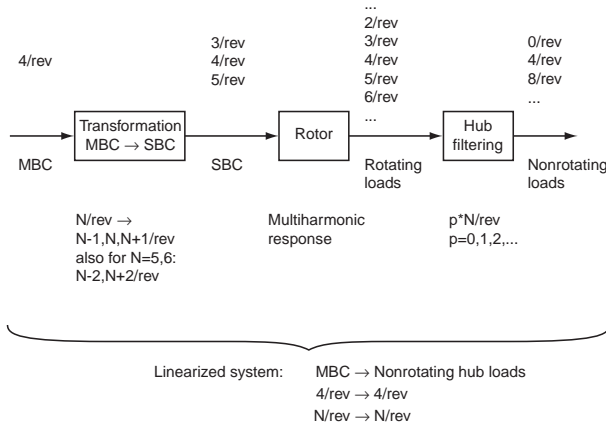 4/rev
3/rev
4/rev
5/rev
...
2/rev
3/rev
4/rev
5/rev
6/rev
...
0/rev
4/rev
8/rev
...
MBC
Transformation
MBC → SBC
SBC
Rotor
Rotating
loads
Hub
filtering
Nonrotating
loads
N/rev →
N-1,N,N+1/rev
also for N=5,6:
N-2,N+2/rev
Multiharmonic
response
p*N/rev
p=0,1,2,...
Linearized system: MBC → Nonrotating hub loads
4/rev → 4/rev
N/rev → N/rev